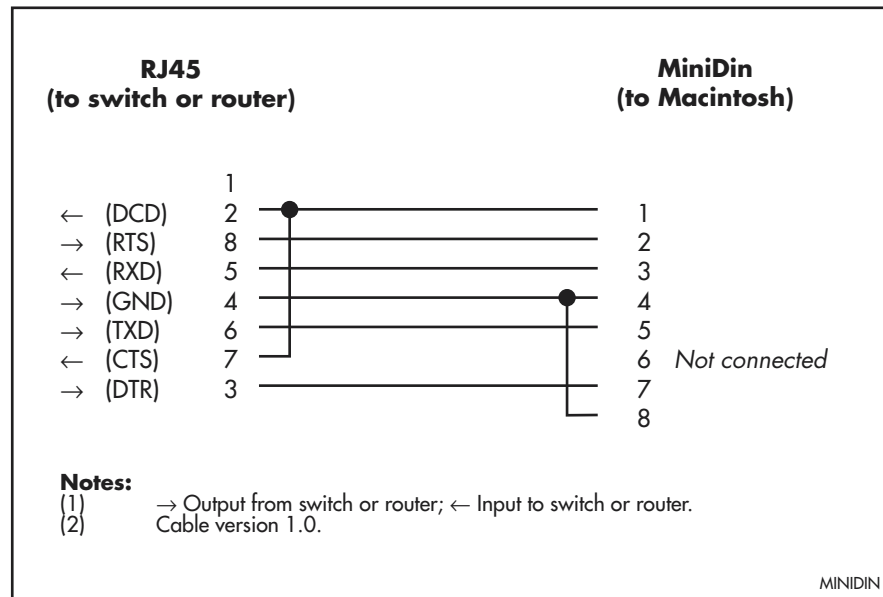 RJ45
(to switch or router)
MiniDin
(to Macintosh)
1
← (DCD) 2 1
→ (RTS) 8 2
← (RXD) 5 3
→ (GND) 4 4
→ (TXD) 6 5
← (CTS) 7 6 Not connected
→ (DTR) 3 7
8
Notes:
(1) → Output from switch or router; ← Input to switch or router.
(2) Cable version 1.0.
MINIDIN